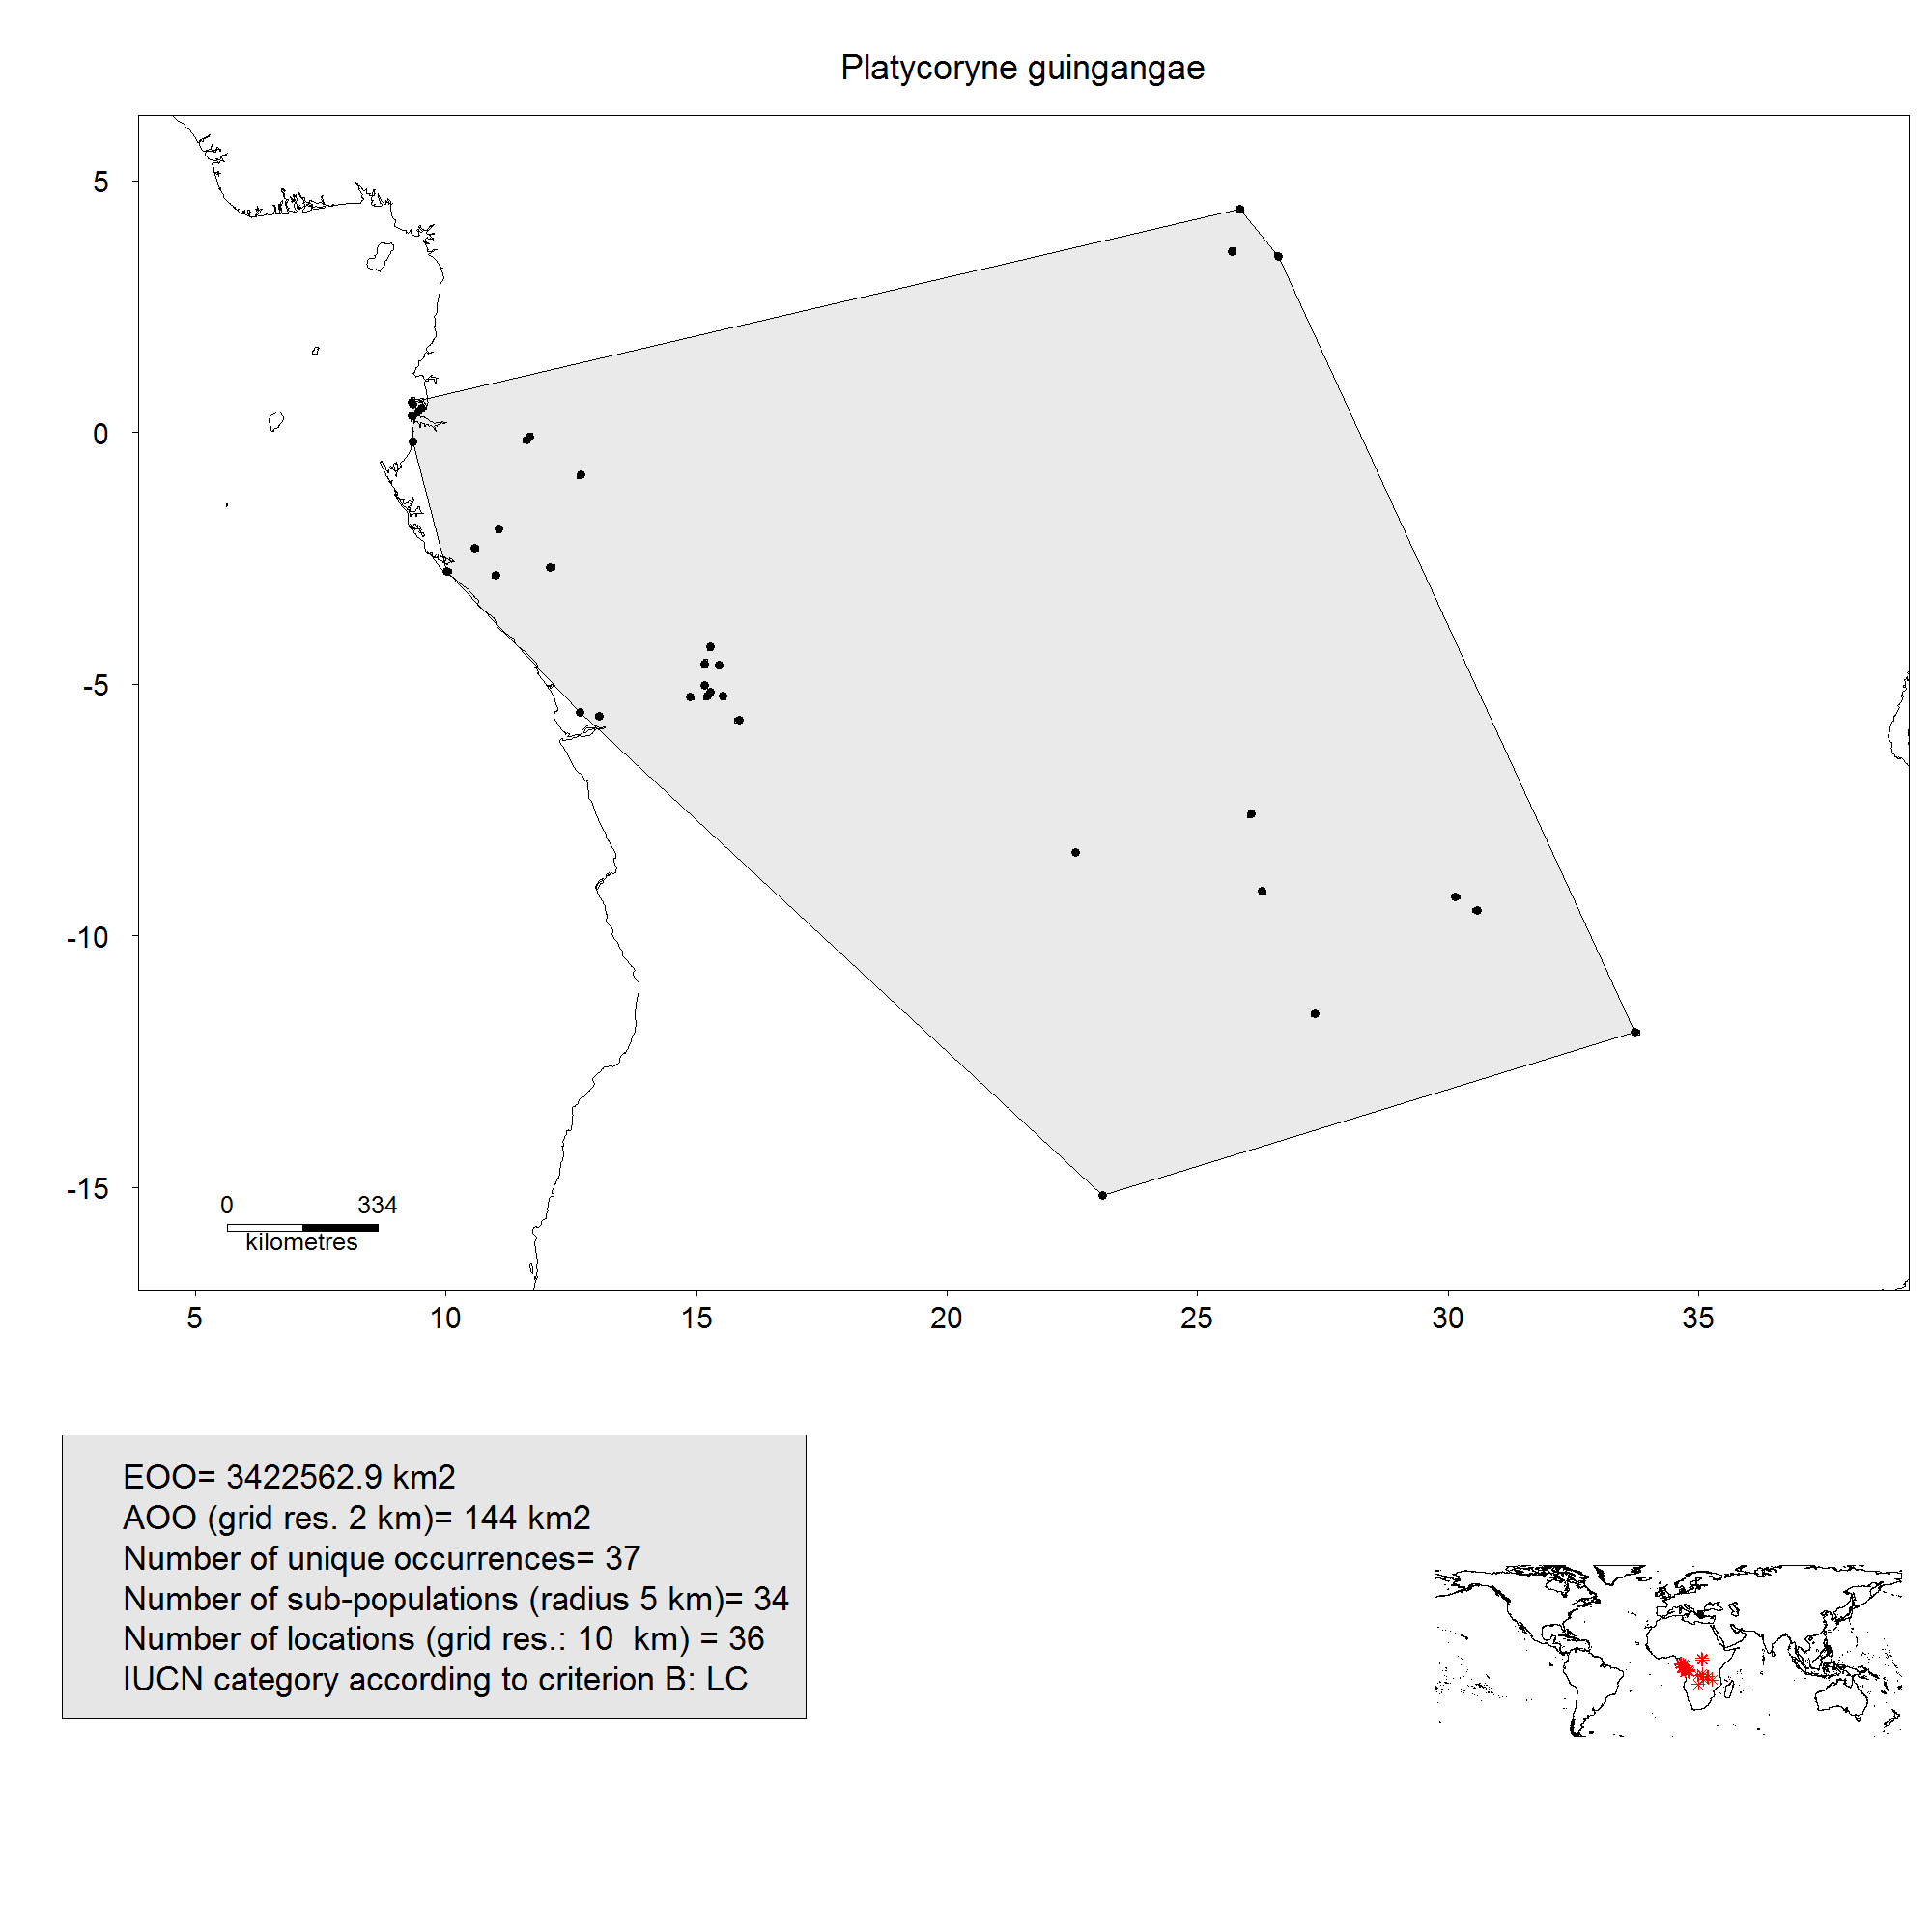 Platycoryne guingangae
5
0
-5
-10
-15
0 334
kilometres
5 10 15 20 25 30 35
EOO= 3422562.9 km2
AOO (grid res. 2 km)= 144 km2
Number of unique occurrences= 37
Number of sub-populations (radius 5 km)= 34
Number of locations (grid res.: 10  km) = 36
IUCN category according to criterion B: LC